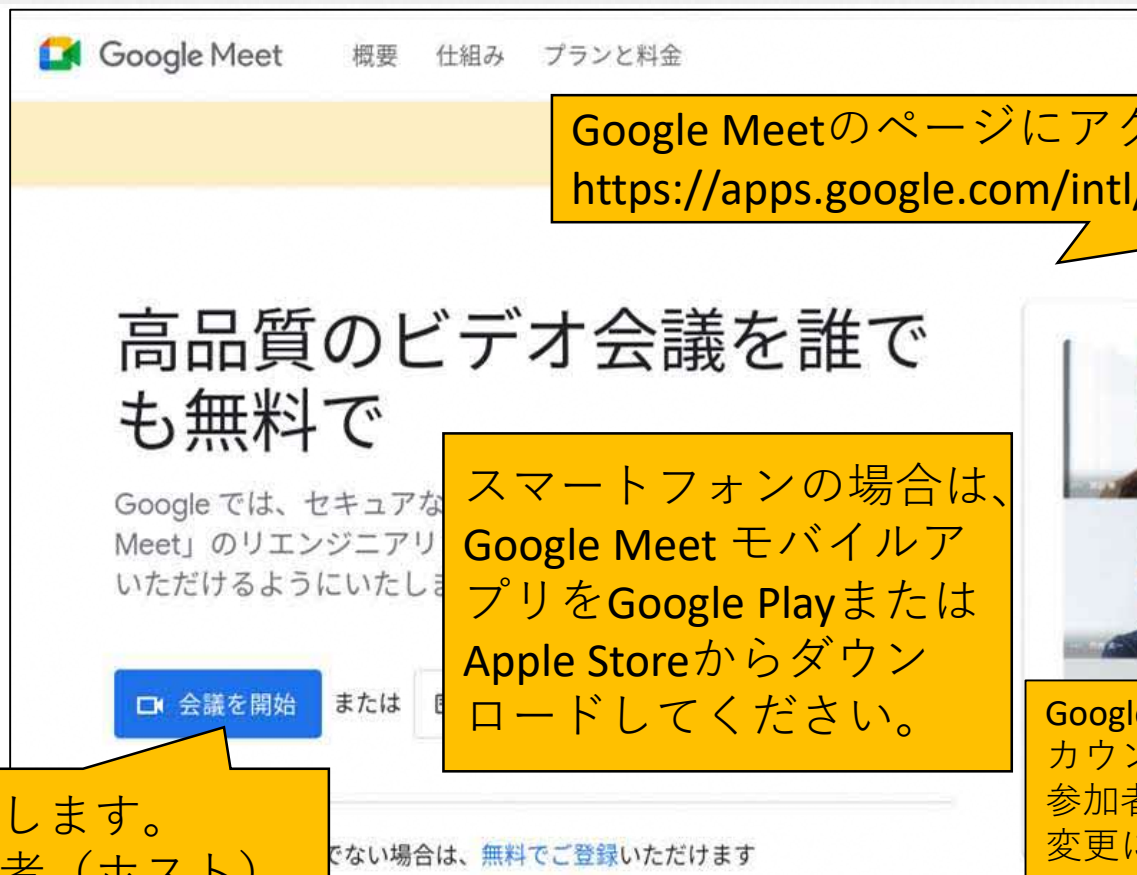 Google Meet 概要 仕組み プランと料金
Google Meetのページにアク
https://apps.google.com/intl/
高品質のビデオ会議を誰で
も無料で
Google では、セキュアな
Meet」のリエンジニアリ
いただけるようにいたしま
スマートフォンの場合は、
Google Meet モバイルア
プリをGoogle Playまたは
Apple Storeからダウン
ロードしてください。
会議を開始 または
Google
カウン
参加者
変更に
します。
者（ホスト）
でない場合は、無料でご登録いただけます